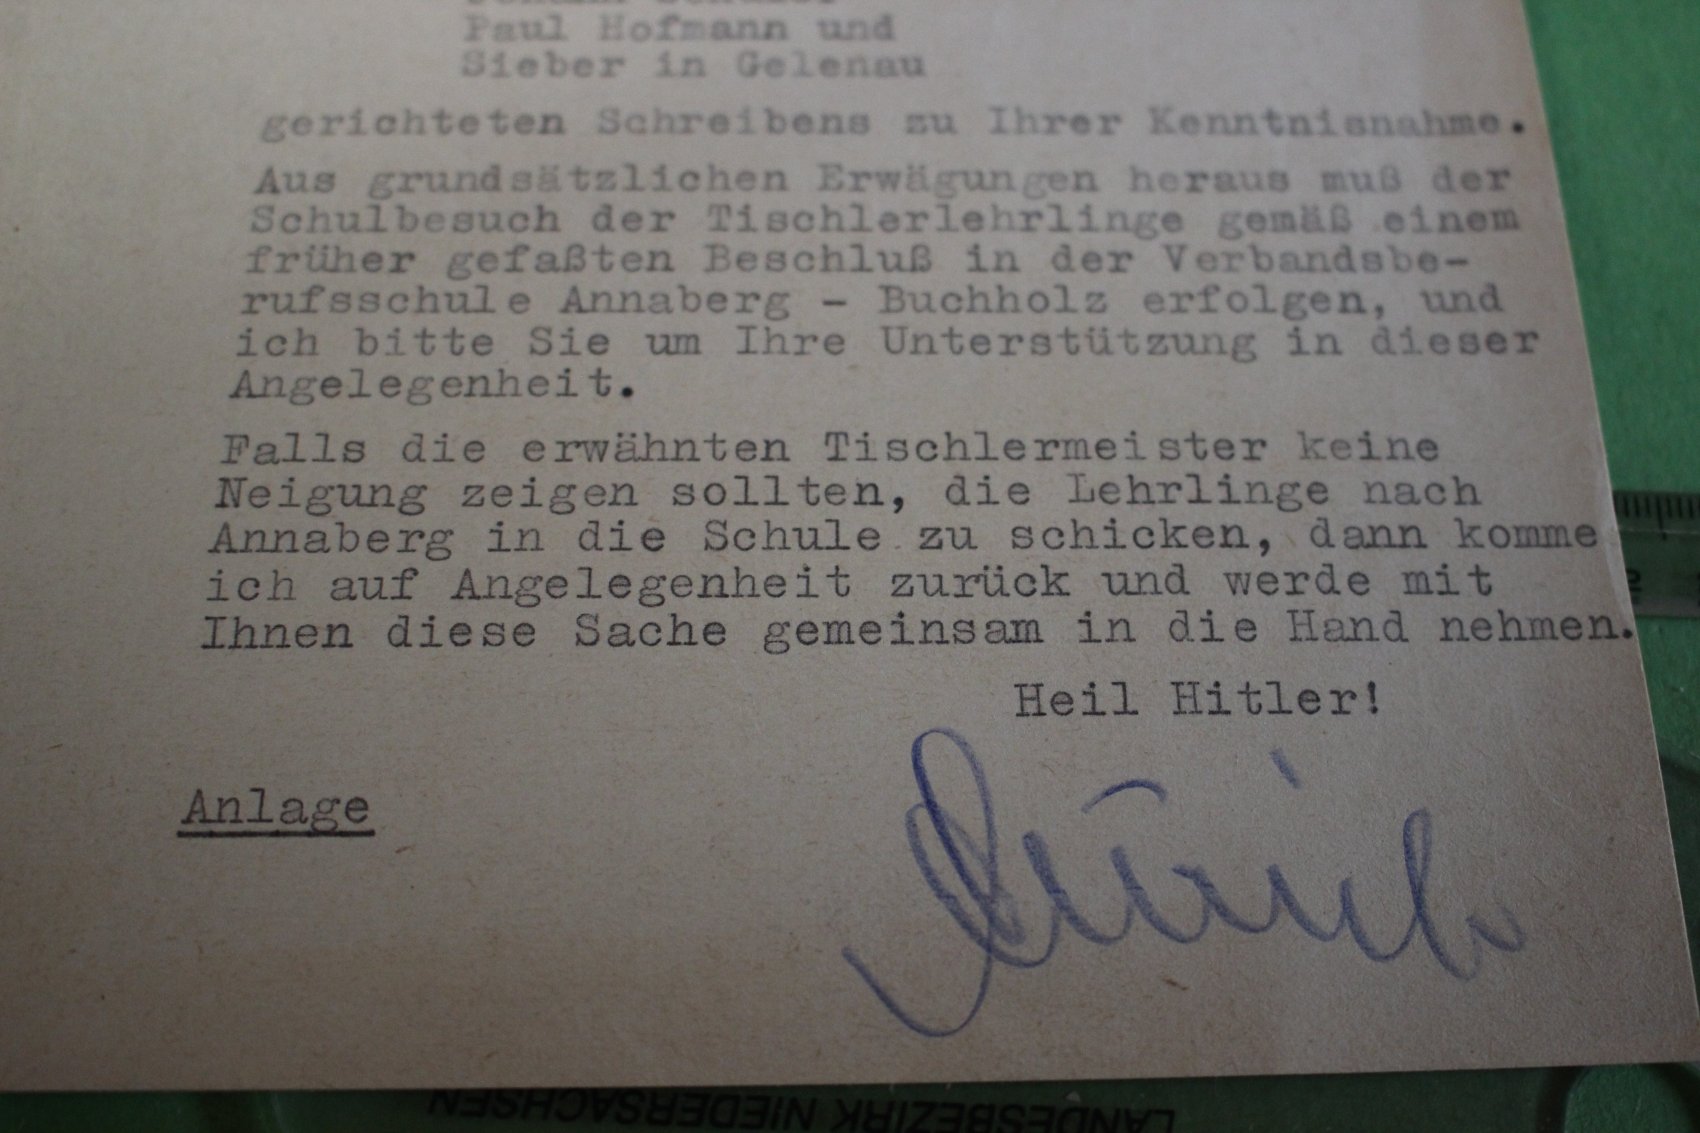 Paul Hofmann und
Sieber in Gelenau
gerichteten Schreibens zu Ihrer Kenntnisnahme.
Aus grundsätzlichen Erwägungen heraus muß der
Schulbesuch der Tischlerlehrlinge gemäß einem
früher gefaßten Beschluß in der Verbandsbe-
rufsschule Annaberg - Buchholz erfolgen, und
ich bitte Sie um Ihre Unterstützung in dieser
Angelegenheit.
Falls die erwähnten Tischlermeister keine
Neigung zeigen sollten, die Lehrlinge nach
Annaberg in die Schule zu schicken, dann komme
ich auf Angelegenheit zurück und werde mit
Ihnen diese Sache gemeinsam in die Hand nehmen.
Heil Hitler!
Anlage
LANDESBEZIRK NIEDERSACHSEN